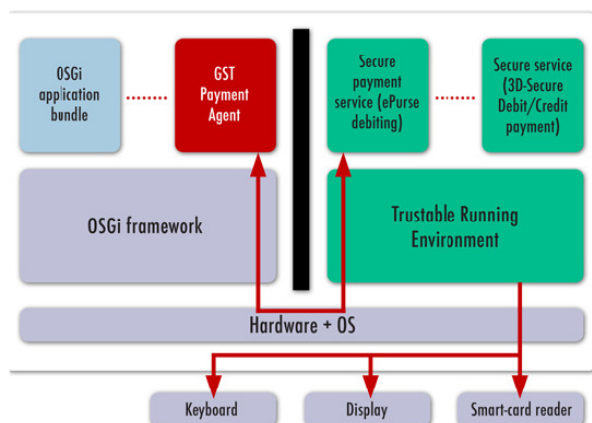 OSGi
application
bundle
GST
Payment
Agent
Secure
payment
service (ePurse
debiting)
Secure service
(3D-Secure
Debit/Credit
payment)
OSGi framework
Trustable Running
Environment
Hardware + OS
Keyboard
Display
Smart-card reader